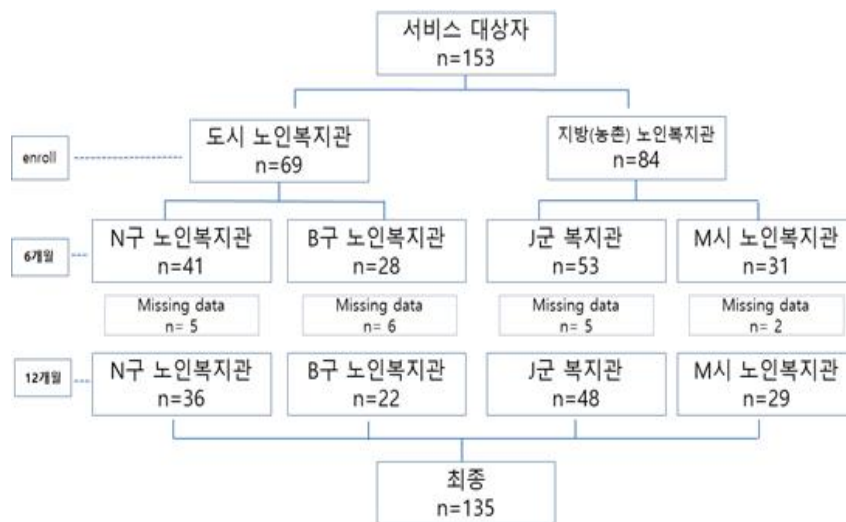 서비스 대상자
n=153
enroll
도시 노인복지관
n=69
지방(농촌) 노인복지관
n=84
6개월
N구 노인복지관
n=41
B구 노인복지관
n=28
J군 복지관
n=53
M시 노인복지관
n=31
Missing data
n= 5
Missing data
n= 6
Missing data
n= 5
Missing data
n= 2
12개월
N구 노인복지관
n=36
B구 노인복지관
n=22
J군 복지관
n=48
M시 노인복지관
n=29
최종
n=135